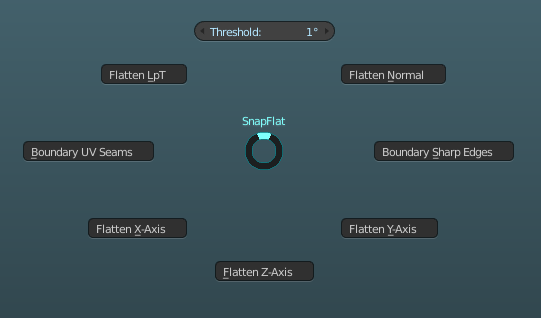 Threshold: 1°
Flatten LpT
Flatten Normal
SnapFlat
Boundary UV Seams
Boundary Sharp Edges
Flatten X-Axis
Flatten Y-Axis
Flatten Z-Axis